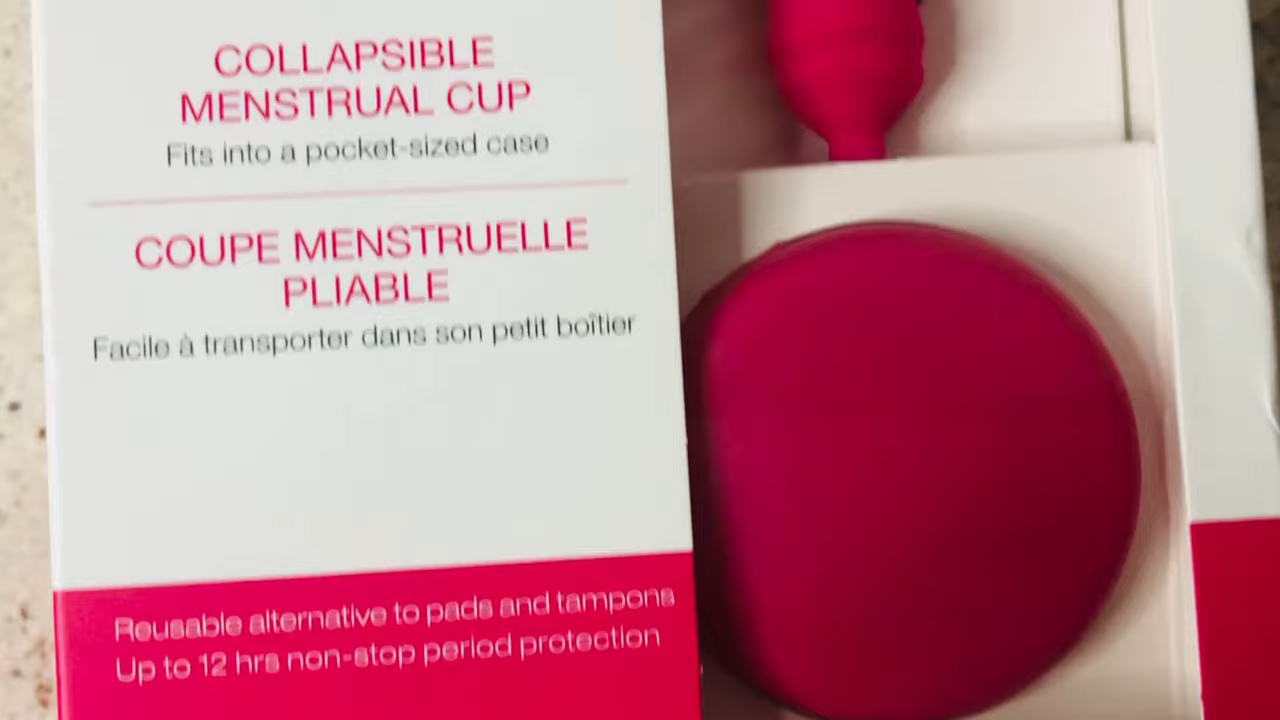 COLLAPSIBLE
MENSTRUAL CUP
Fits into a pocket-sized case
COUPE MENSTRUELLE
PLIABLE
Facile à transporter dans son petit boîtier
Reusable alternative to pads and tampons
Up to 12 hrs non-stop period protection